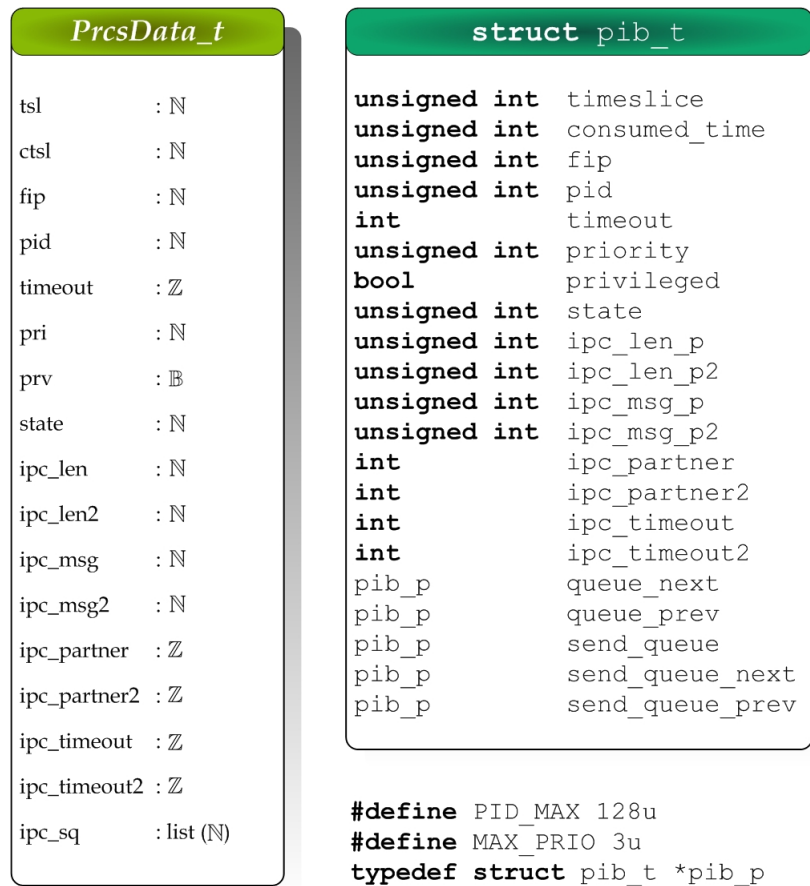 PrcsData_t
tsl : ℕ
ctsl : ℕ
fip : ℕ
pid : ℕ
timeout : ℤ
pri : ℕ
prv : 𝔹
state : ℕ
ipc_len : ℕ
ipc_len2 : ℕ
ipc_msg : ℕ
ipc_msg2 : ℕ
ipc_partner : ℤ
ipc_partner2 : ℤ
ipc_timeout : ℤ
ipc_timeout2 : ℤ
ipc_sq : list (ℕ)
struct pib_t
unsigned int timeslice
unsigned int consumed_time
unsigned int fip
unsigned int pid
int timeout
unsigned int priority
bool privileged
unsigned int state
unsigned int ipc_len_p
unsigned int ipc_len_p2
unsigned int ipc_msg_p
unsigned int ipc_msg_p2
int ipc_partner
int ipc_partner2
int ipc_timeout
int ipc_timeout2
pib_p queue_next
pib_p queue_prev
pib_p send_queue
pib_p send_queue_next
pib_p send_queue_prev
#define PID_MAX 128u
#define MAX_PRIO 3u
typedef struct pib_t *pib_p